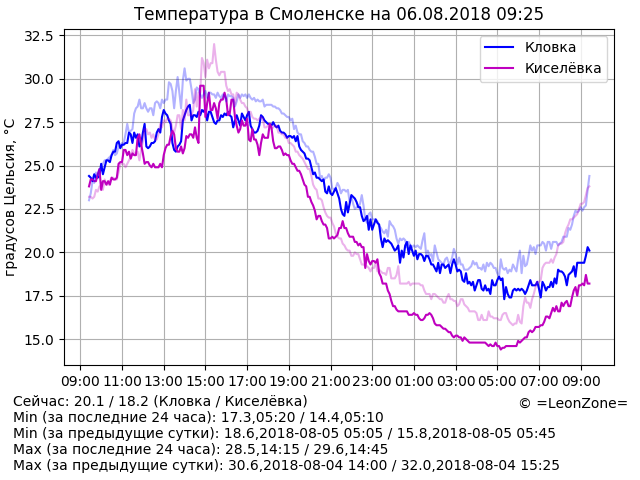 Температура в Смоленске на 06.08.2018 09:25
Кловка
Киселёвка
градусов Цельсия, °C
32.5
30.0
27.5
25.0
22.5
20.0
17.5
15.0
09:00 11:00 13:00 15:00 17:00 19:00 21:00 23:00 01:00 03:00 05:00 07:00 09:00
Сейчас: 20.1 / 18.2 (Кловка / Киселёвка)
© =LeonZone=
Min (за последние 24 часа): 17.3,05:20 / 14.4,05:10
Min (за предыдущие сутки): 18.6,2018-08-05 05:05 / 15.8,2018-08-05 05:45
Max (за последние 24 часа): 28.5,14:15 / 29.6,14:45
Max (за предыдущие сутки): 30.6,2018-08-04 14:00 / 32.0,2018-08-04 15:25